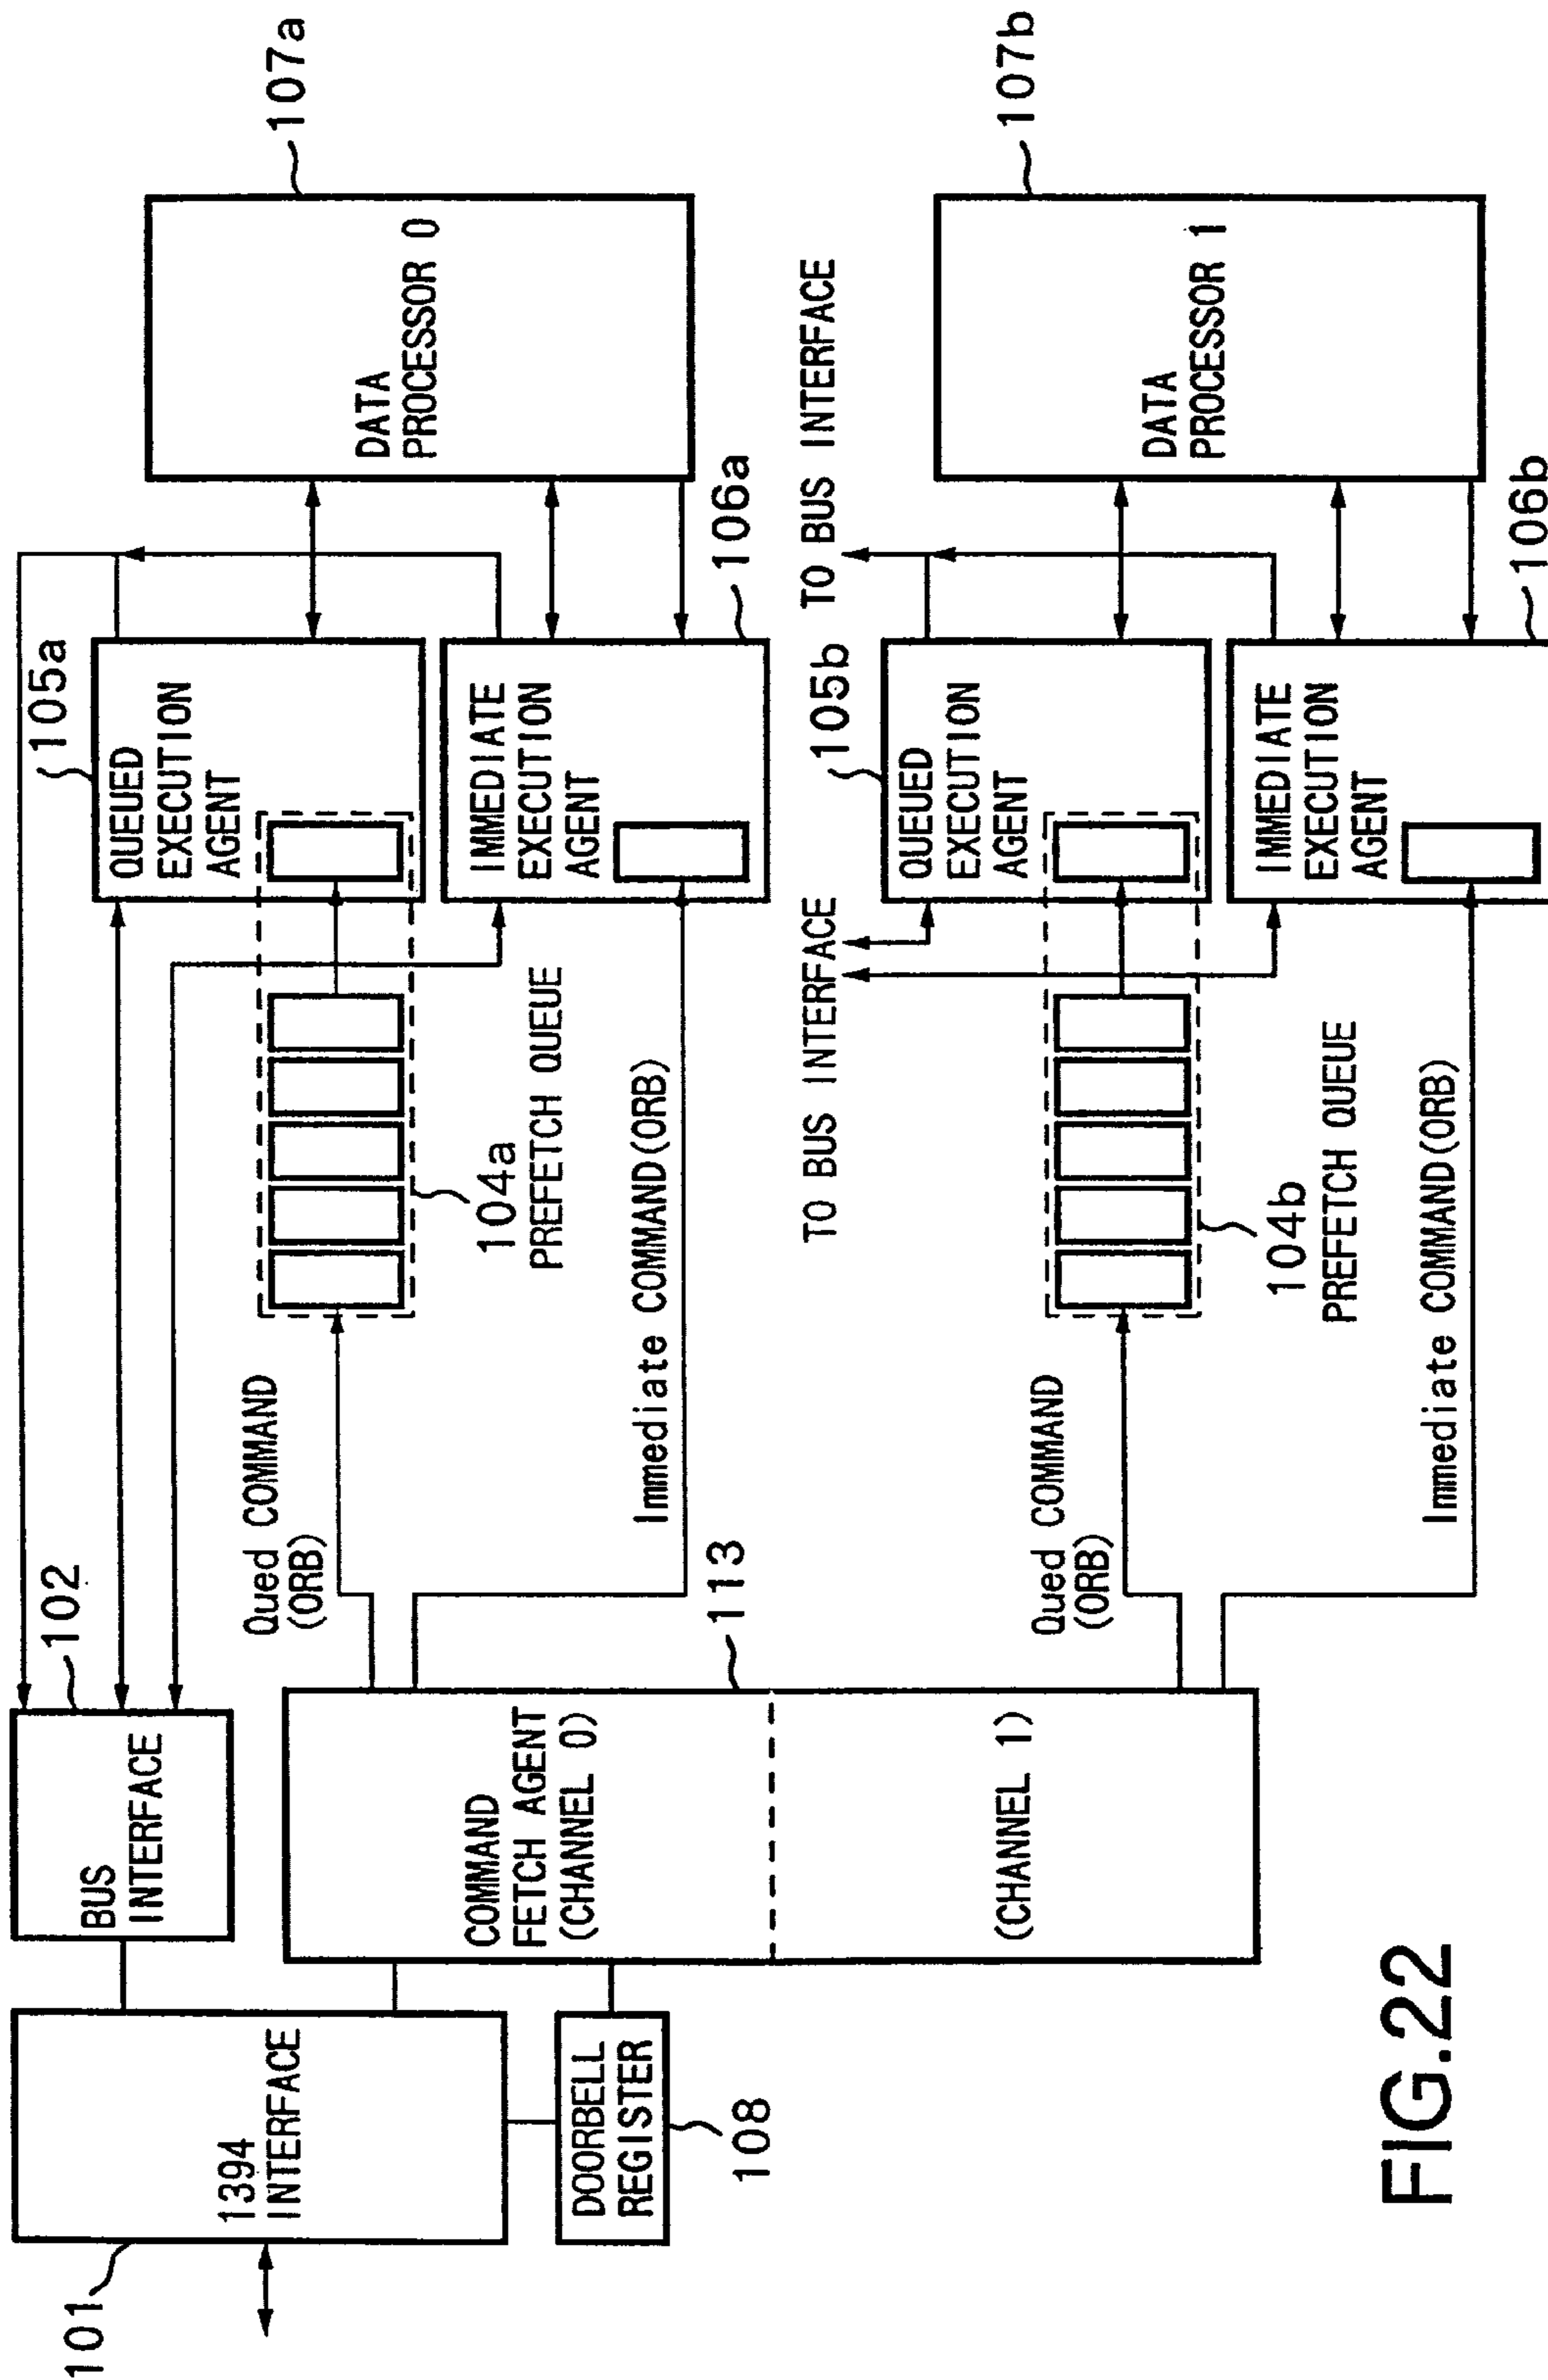 101
1394
INTERFACE
DOORBELL
REGISTER
108
BUS
INTERFACE
102
COMMAND
FETCH AGENT
(CHANNEL 0)
(CHANNEL 1)
113
Qued COMMAND
(ORB)
104a
PREFETCH QUEUE
Immediate COMMAND(ORB)
105a
QUEUED
EXECUTION
AGENT
IMMEDIATE
EXECUTION
AGENT
106a
DATA
PROCESSOR 0
107a
TO BUS INTERFACE
TO BUS INTERFACE
Qued COMMAND
(ORB)
104b
PREFETCH QUEUE
Immediate COMMAND(ORB)
105b
QUEUED
EXECUTION
AGENT
IMMEDIATE
EXECUTION
AGENT
106b
DATA
PROCESSOR 1
107b
FIG.22